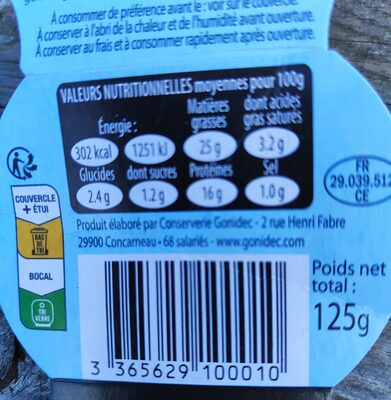 A consommer de préférence avant le : voir sur le couvercle.
A conserver à l'abri de la chaleur et de l'humidité avant ouverture.
A conserver au frais et à consommer rapidement après ouverture.
VALEURS NUTRITIONNELLES moyennes pour 100g
Énergie :
Matières grasses
dont acides gras saturés
302 kcal 1251 kJ 25 g 3.2 g
Glucides dont sucres Protéines Sel
2.4 g 1.2 g 16 g 1.0 g
FR
29.039.512
CE
COUVERCLE
+ ÉTUI
BAC
DE
TRI
BOCAL
TRI
VERRE
Produit élaboré par Conserverie Gonidec - 2 rue Henri Fabre
29900 Concarneau • 68 salariés - www.gonidec.com
Poids net
total :
125g
3 365629 100010